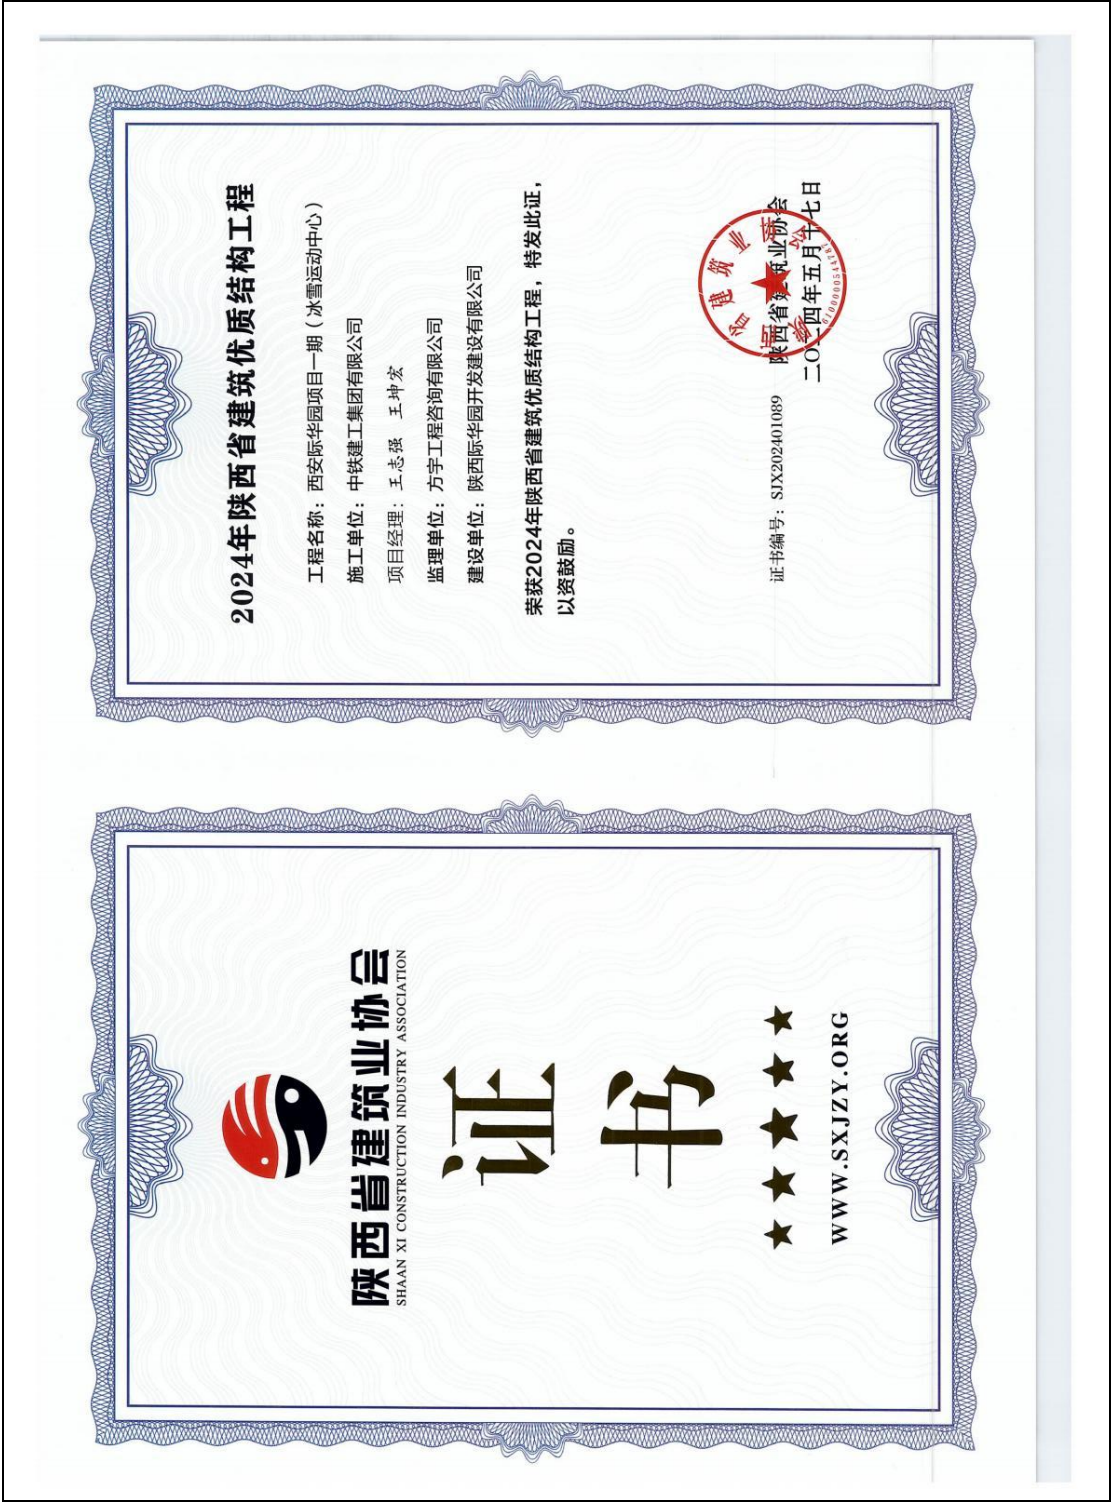 陕西省建筑业协会
SHAAN XI CONSTRUCTION INDUSTRY ASSOCIATION
证
书
WWW.SXJZY.ORG
2024年陕西省建筑优质结构工程
工程名称：西安际华园项目一期（冰雪运动中心）
施工单位：中铁建工集团有限公司
项目经理：王志强 王坤宏
监理单位：方宇工程咨询有限公司
建设单位：陕西际华园开发建设有限公司
荣获2024年陕西省建筑优质结构工程，特发此证，
以资鼓励。
证书编号：SJX202401089
陕西省建筑业协会
二〇二四年五月十七日
陕西省建筑业协会